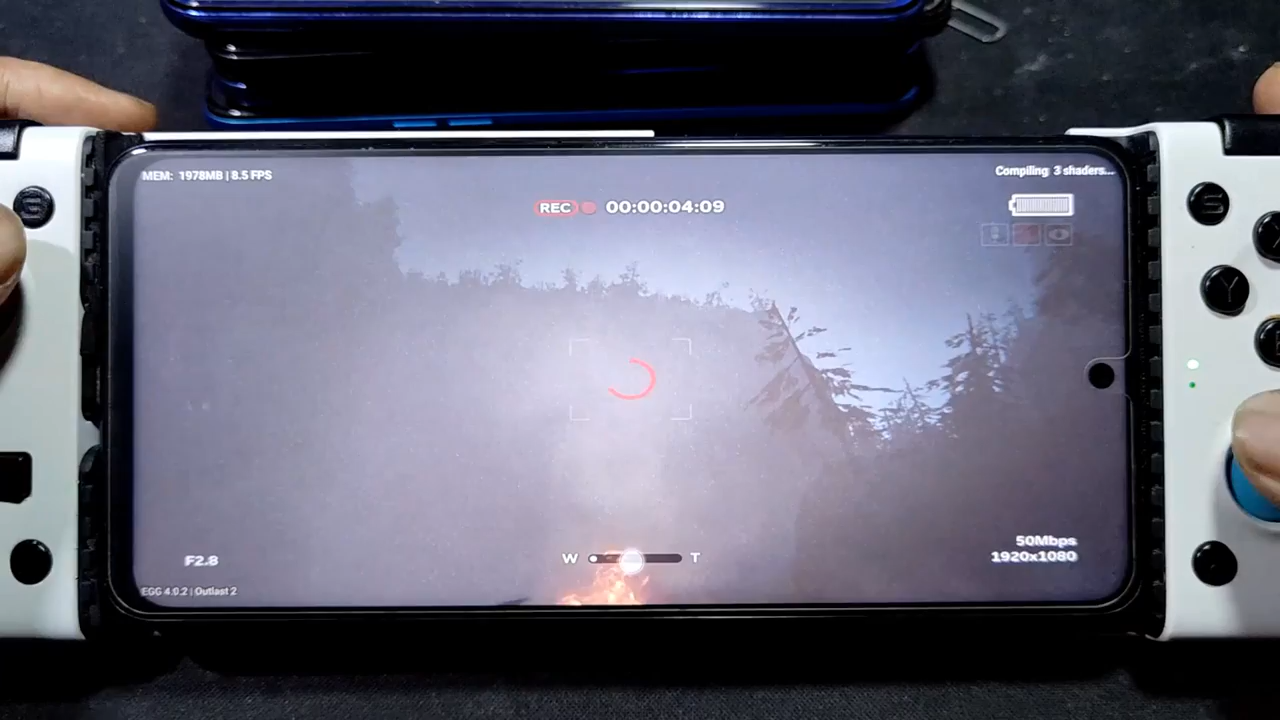 MEM: 1978MB | 8.5 FPS
Compiling 3 shaders...
REC 00:00:04:09
F2.8
W T
50Mbps
1920x1080
EGG 4.0.2 | Outlast 2
S
Y